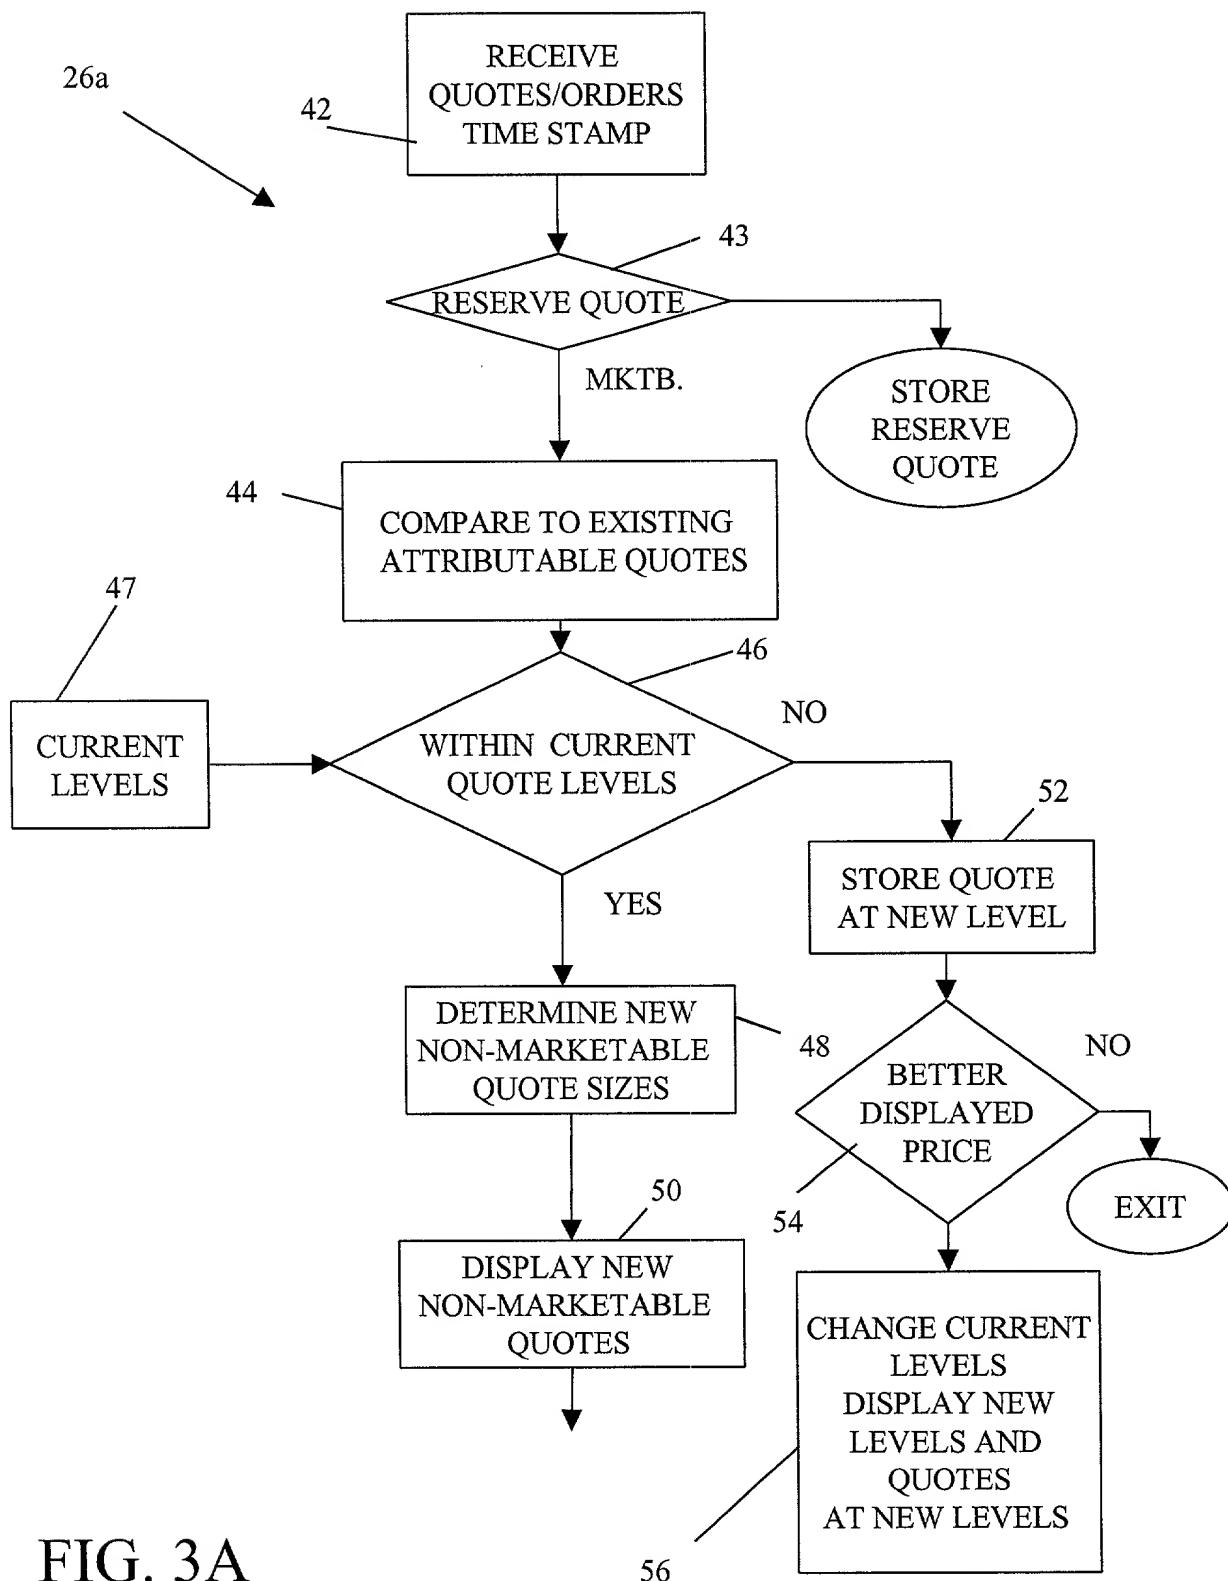 RECEIVE
QUOTES/ORDERS
TIME STAMP
26a
42
43
RESERVE QUOTE
MKTB.
STORE
RESERVE
QUOTE
44
COMPARE TO EXISTING
ATTRIBUTABLE QUOTES
47
46
CURRENT
LEVELS
WITHIN CURRENT
QUOTE LEVELS
NO
YES
52
STORE QUOTE
AT NEW LEVEL
DETERMINE NEW
NON-MARKETABLE
QUOTE SIZES
48
BETTER
DISPLAYED
PRICE
NO
54
EXIT
50
DISPLAY NEW
NON-MARKETABLE
QUOTES
CHANGE CURRENT
LEVELS
DISPLAY NEW
LEVELS AND
QUOTES
AT NEW LEVELS
56
FIG. 3A